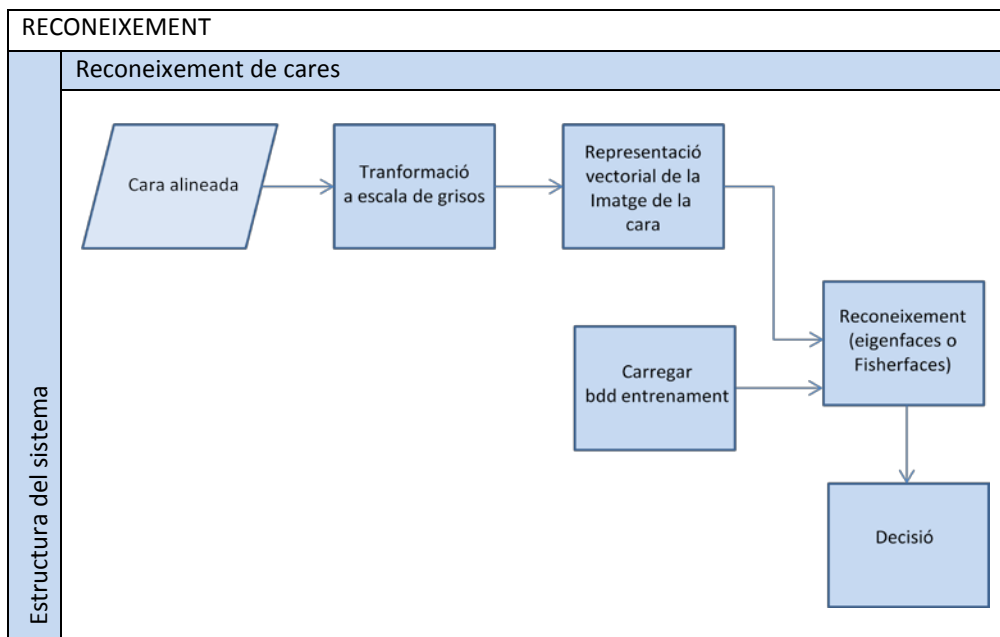 RECONEIXEMENT
Reconeixement de cares
Estructura del sistema
Cara alineada
Tranformació
a escala de grisos
Representació
vectorial de la
Imatge de la
cara
Carregar
bdd entrenament
Reconeixement
(eigenfaces o
Fisherfaces)
Decisió